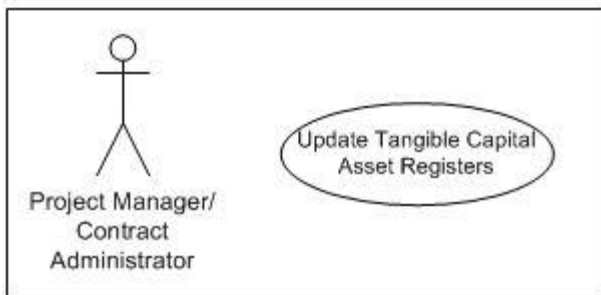 Update Tangible Capital
Asset Registers
Project Manager/
Contract
Administrator